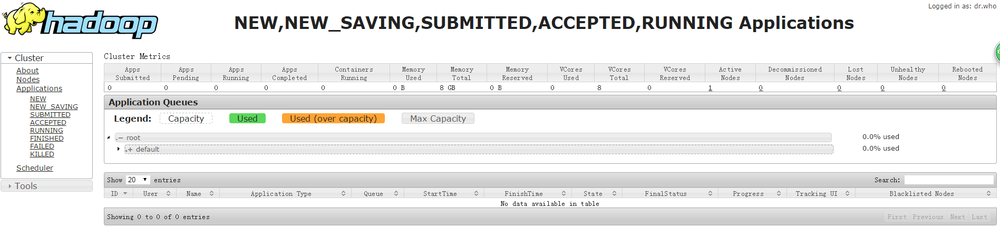 hadoop
NEW,NEW_SAVING,SUBMITTED,ACCEPTED,RUNNING Applications
Logged in as: dr.who
Cluster
About
Nodes
Applications
NEW
NEW_SAVING
SUBMITTED
ACCEPTED
RUNNING
FINISHED
FAILED
KILLED
Scheduler
Tools
Cluster Metrics
Apps Submitted Apps Pending Apps Running Apps Completed Containers Running Memory Used Memory Total Memory Reserved VCores Used VCores Total VCores Reserved Active Nodes Decommissioned Nodes Lost Nodes Unhealthy Nodes Rebooted Nodes
0 0 0 0 0 0 B 8 GB 0 B 0 8 0 1 0 0 0 0
Application Queues
Legend: Capacity Used Used (over capacity) Max Capacity
root 0.0% used
default 0.0% used
Show 20 entries Search:
ID User Name Application Type Queue StartTime FinishTime State FinalStatus Progress Tracking UI Blacklisted Nodes
No data available in table
Showing 0 to 0 of 0 entries First Previous Next Last